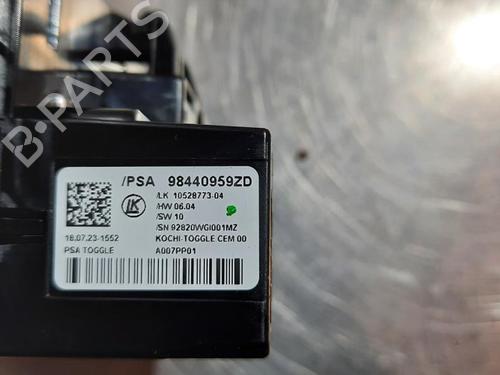 /PSA 98440959ZD
/LK 10528773-04
/HW 06.04
/SW 10
/SN 92820WGI001MZ
LK
18.07.23-1552 KOCHI-TOGGLE CEM 00
PSA TOGGLE A007PP01
B-PARTS